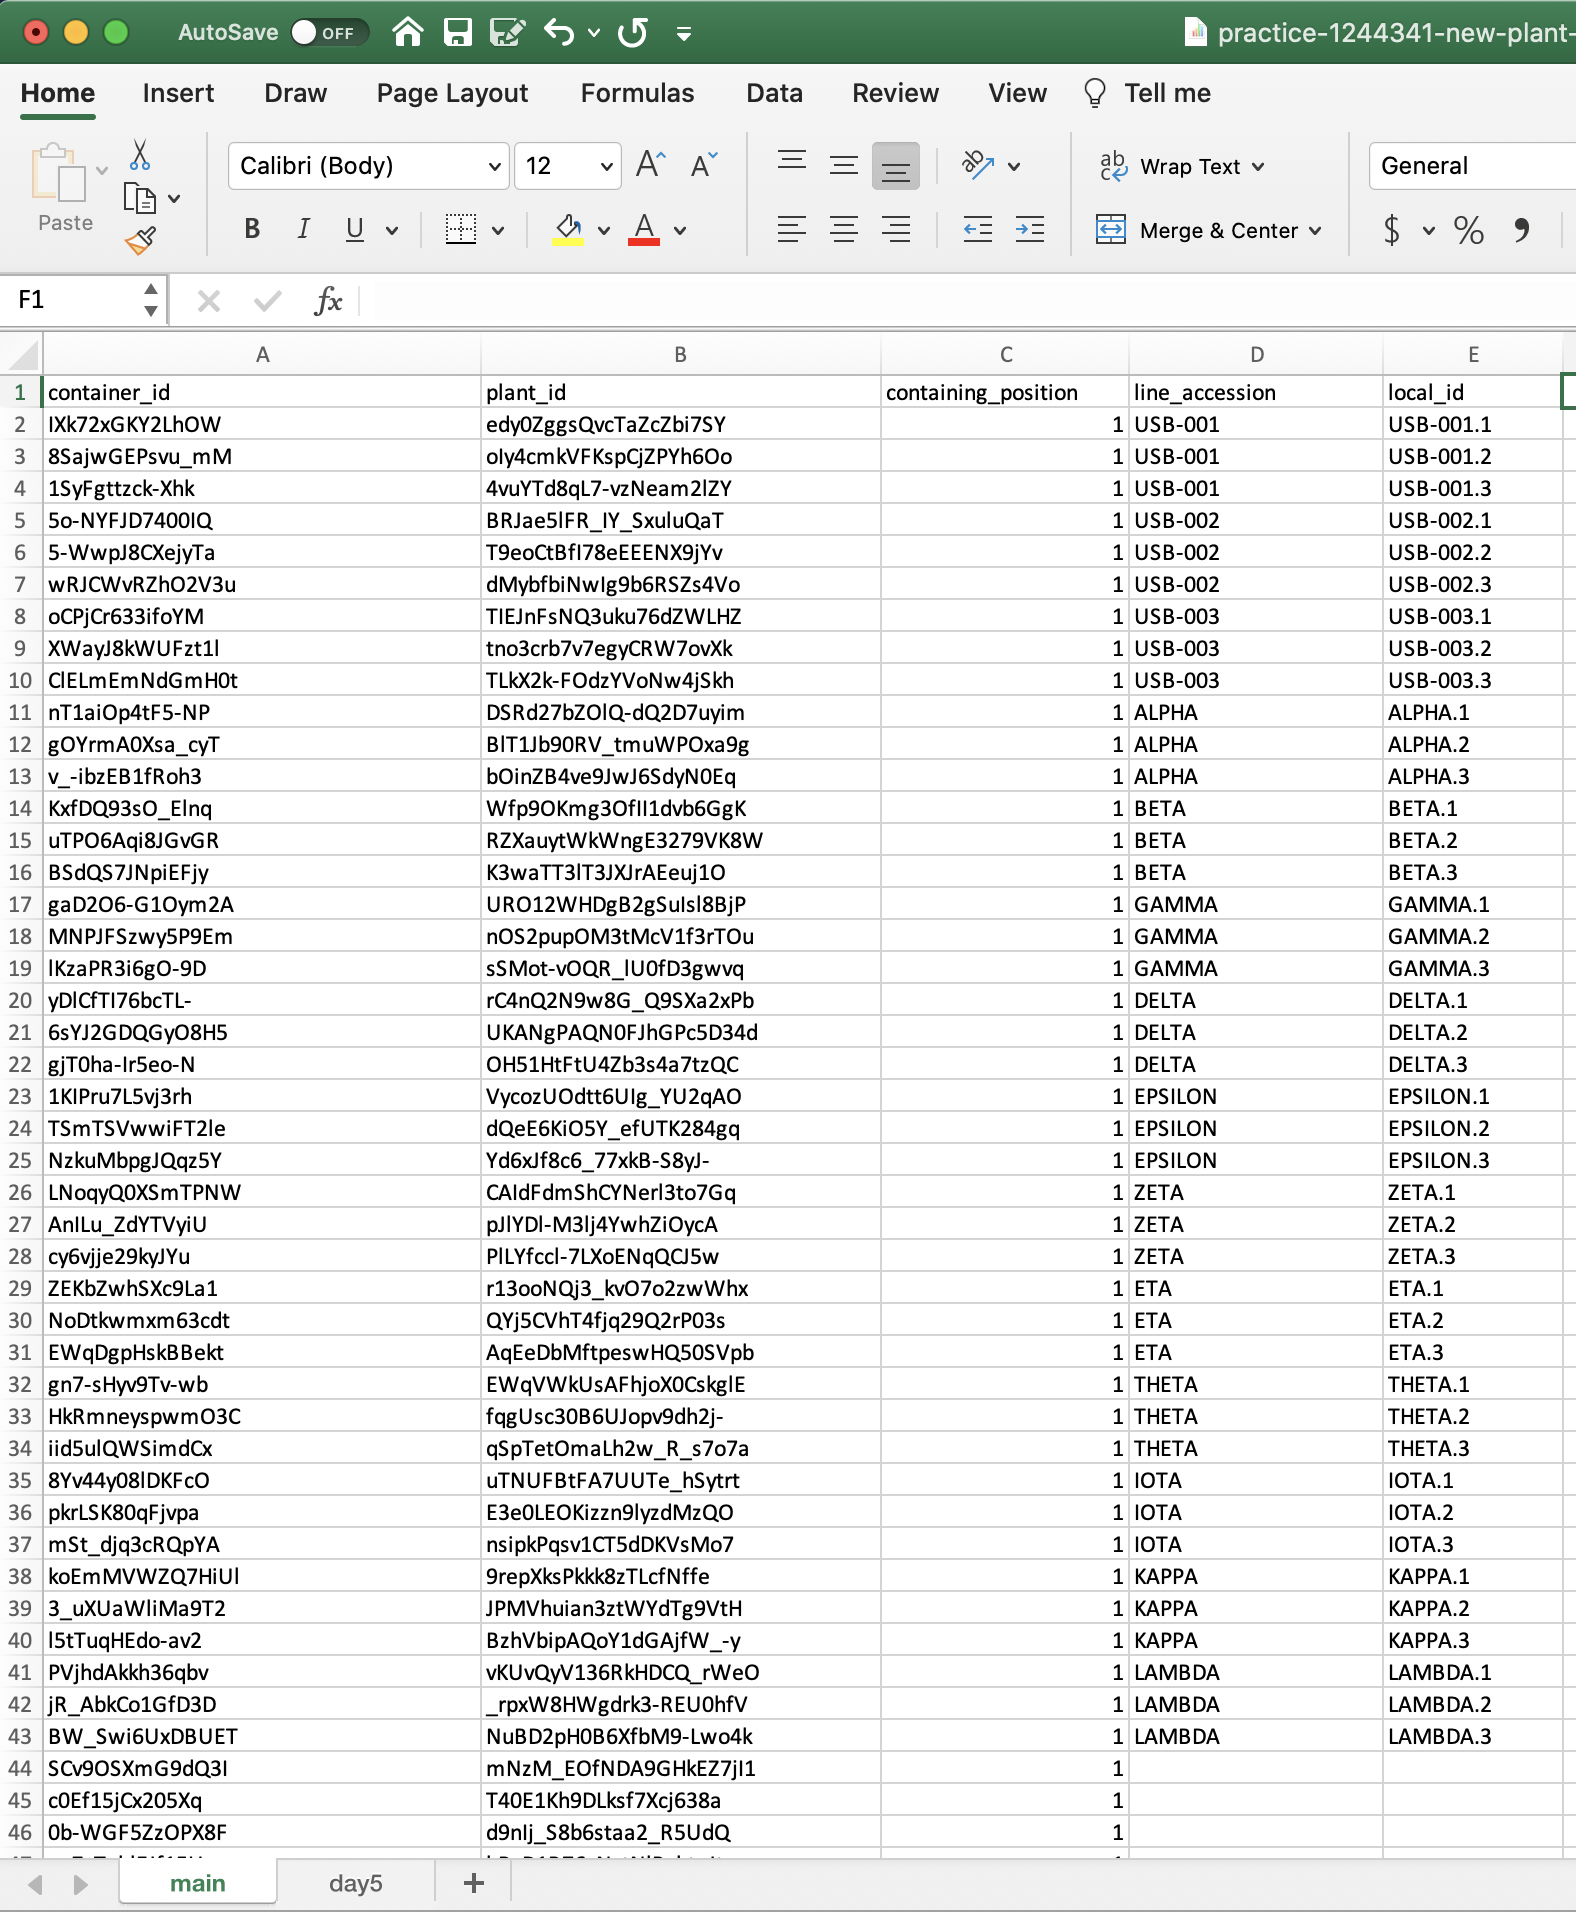 AutoSave OFF practice-1244341-new-plant-
Home Insert Draw Page Layout Formulas Data Review View Tell me
Paste Calibri (Body) 12 Wrap Text General
B I U A Merge & Center $ %
F1 fx
A B C D E
1 container_id plant_id containing_position line_accession local_id
2 IXk72xGKY2LhOW edy0ZggsQvcTaZcZbi7SY 1 USB-001 USB-001.1
3 8SajwGEPsvu_mM oIy4cmkVFKspCjZPYh6Oo 1 USB-001 USB-001.2
4 1SyFgttzck-Xhk 4vuYTd8qL7-vzNeam2lZY 1 USB-001 USB-001.3
5 5o-NYFJD7400IQ BRJae5lFR_IY_SxuluQaT 1 USB-002 USB-002.1
6 5-WwpJ8CXejyTa T9eoCtBfI78eEEENX9jYv 1 USB-002 USB-002.2
7 wRJCWvRZhO2V3u dMybfbiNwIg9b6RSZs4Vo 1 USB-002 USB-002.3
8 oCPjCr633ifoYM TIEJnFsNQ3uku76dZWLHZ 1 USB-003 USB-003.1
9 XWayJ8kWUFzt1l tno3crb7v7egyCRW7ovXk 1 USB-003 USB-003.2
10 ClELmEmNdGmH0t TLkX2k-FOdzYVoNw4jSkh 1 USB-003 USB-003.3
11 nT1aiOp4tF5-NP DSRd27bZOlQ-dQ2D7uyim 1 ALPHA ALPHA.1
12 gOYrmA0Xsa_cyT BlT1Jb90RV_tmuWPOxa9g 1 ALPHA ALPHA.2
13 v_-ibzEB1fRoh3 bOinZB4ve9JwJ6SdyN0Eq 1 ALPHA ALPHA.3
14 KxfDQ93sO_Elnq Wfp9OKmg3OfII1dvb6GgK 1 BETA BETA.1
15 uTPO6Aqi8JGvGR RZXauytWkWngE3279VK8W 1 BETA BETA.2
16 BSdQS7JNpiEFjy K3waTT3lT3JXJrAEeuj1O 1 BETA BETA.3
17 gaD2O6-G1Oym2A URO12WHDgB2gSuIsl8BjP 1 GAMMA GAMMA.1
18 MNPJFSzwy5P9Em nOS2pupOM3tMcV1f3rTOu 1 GAMMA GAMMA.2
19 lKzaPR3i6gO-9D sSMot-vOQR_lU0fD3gwvq 1 GAMMA GAMMA.3
20 yDlCfTI76bcTL- rC4nQ2N9w8G_Q9SXa2xPb 1 DELTA DELTA.1
21 6sYJ2GDQGyO8H5 UKANgPAQN0FJhGPc5D34d 1 DELTA DELTA.2
22 gjT0ha-Ir5eo-N OH51HtFtU4Zb3s4a7tzQC 1 DELTA DELTA.3
23 1KIPru7L5vj3rh VycozUOdtt6UIg_YU2qAO 1 EPSILON EPSILON.1
24 TSmTSVwwiFT2le dQeE6KiO5Y_efUTK284gq 1 EPSILON EPSILON.2
25 NzkuMbpgJQqz5Y Yd6xJf8c6_77xkB-S8yJ- 1 EPSILON EPSILON.3
26 LNoqyQ0XSmTPNW CAIdFdmShCYNerl3to7Gq 1 ZETA ZETA.1
27 AnILu_ZdYTVyiU pJlYDl-M3lj4YwhZiOycA 1 ZETA ZETA.2
28 cy6vjje29kyJYu PlLYfccl-7LXoENqQCJ5w 1 ZETA ZETA.3
29 ZEKbZwhSXc9La1 r13ooNQj3_kvO7o2zwWhx 1 ETA ETA.1
30 NoDtkwmxm63cdt QYj5CVhT4fjq29Q2rP03s 1 ETA ETA.2
31 EWqDgpHskBBekt AqEeDbMftpeswHQ50SVpb 1 ETA ETA.3
32 gn7-sHyv9Tv-wb EWqVWkUsAFhjoX0CskglE 1 THETA THETA.1
33 HkRmneyspwmO3C fqgUsc30B6UJopv9dh2j- 1 THETA THETA.2
34 iid5ulQWSimdCx qSpTetOmaLh2w_R_s7o7a 1 THETA THETA.3
35 8Yv44y08lDKFcO uTNUFBtFA7UUTe_hSytrt 1 IOTA IOTA.1
36 pkrLSK80qFjvpa E3e0LEOKizzn9lyzdMzQO 1 IOTA IOTA.2
37 mSt_djq3cRQpYA nsipkPqsv1CT5dDKVsMo7 1 IOTA IOTA.3
38 koEmMVWZQ7HiUl 9repXksPkkk8zTLcfNffe 1 KAPPA KAPPA.1
39 3_uXUaWliMa9T2 JPMVhuian3ztWYdTg9VtH 1 KAPPA KAPPA.2
40 l5tTuqHEdo-av2 BzhVbipAQoY1dGAjfW_-y 1 KAPPA KAPPA.3
41 PVjhdAkkh36qbv vKUvQyV136RkHDCQ_rWeO 1 LAMBDA LAMBDA.1
42 jR_AbkCo1GfD3D _rpxW8HWgdrk3-REU0hfV 1 LAMBDA LAMBDA.2
43 BW_Swi6UxDBUET NuBD2pH0B6XfbM9-Lwo4k 1 LAMBDA LAMBDA.3
44 SCv9OSXmG9dQ3I mNzM_EOfNDA9GHkEZ7jI1 1
45 c0Ef15jCx205Xq T40E1Kh9DLksf7Xcj638a 1
46 0b-WGF5ZzOPX8F d9nIj_S8b6staa2_R5UdQ 1
main day5